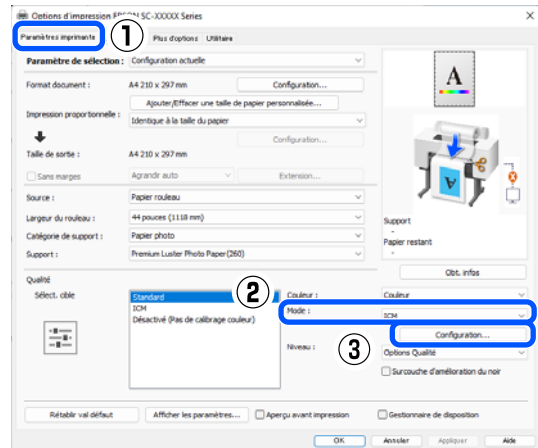 Options d'impression EPSON SC-XXXXX Series
Paramètres imprimante ① Plus d'options Utilitaire
Paramètre de sélection : Configuration actuelle
Format document : A4 210 x 297 mm Configuration...
Ajouter/Effacer une taille de papier personnalisée...
Impression proportionnelle : Identique à la taille du papier
Configuration...
Taille de sortie : A4 210 x 297 mm
Sans marges Agrandir auto Extension...
Source : Papier rouleau
Largeur du rouleau : 44 pouces (1118 mm)
Catégorie de support : Papier photo
Support : Premium Luster Photo Paper(260)
A
A
Support
-
Papier restant
-
Obt. infos
Qualité
Sélect. cible
Standard
ICM
Désactivé (Pas de calibrage couleur)
② Couleur : Couleur
Mode : ICM
③ Configuration...
Niveau : Options Qualité
Surcouche d'amélioration du noir
Rétablir val défaut Afficher les paramètres... Aperçu avant impression Gestionnaire de disposition
OK Annuler Appliquer Aide